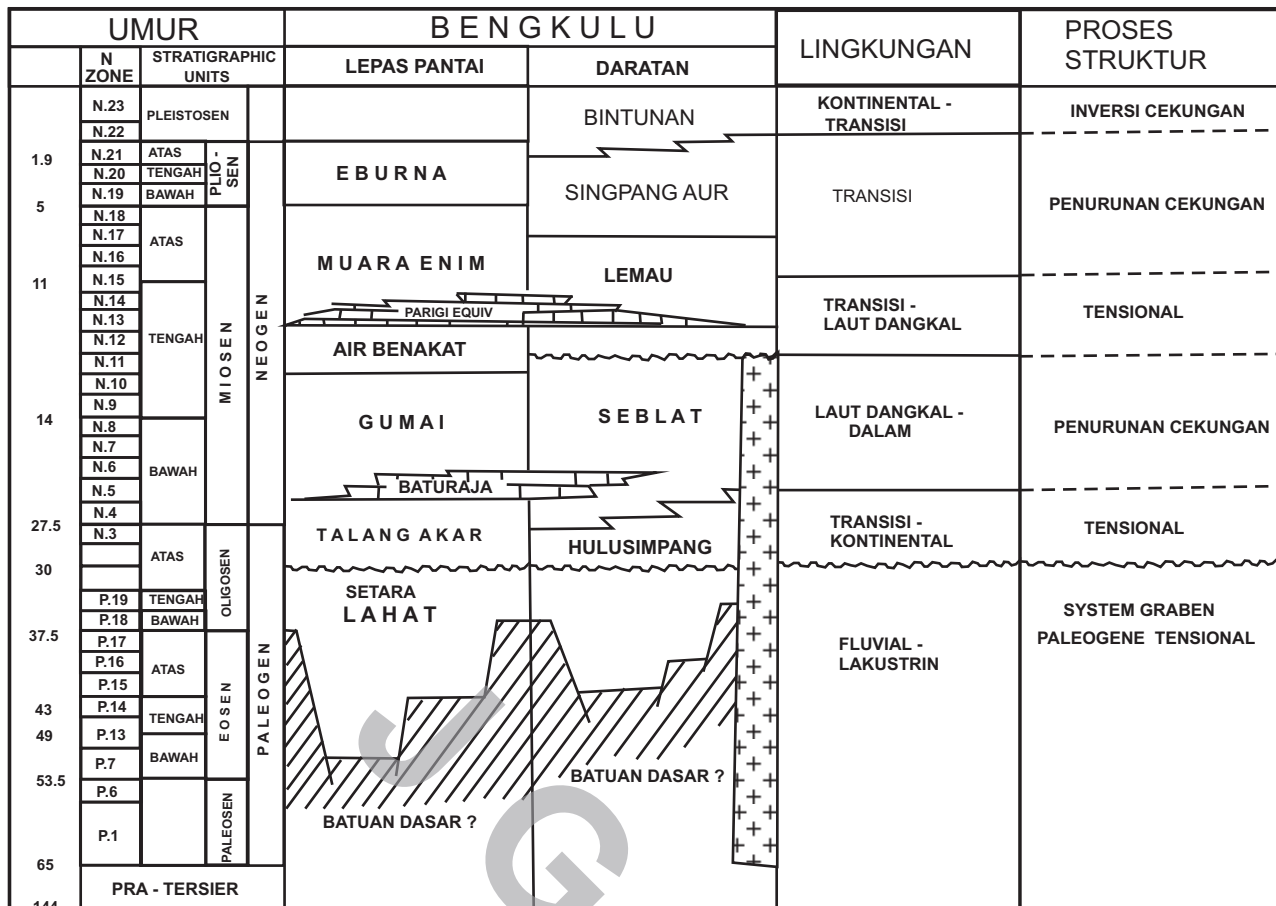 UMUR
BENGKULU
LINGKUNGAN
PROSES
STRUKTUR
N
ZONE
STRATIGRAPHIC
UNITS
LEPAS PANTAI
DARATAN
N.23
PLEISTOSEN
BINTUNAN
KONTINENTAL -
TRANSISI
INVERSI CEKUNGAN
N.22
1.9
N.21
ATAS
PLIO -
SEN
N.20
TENGAH
N.19
BAWAH
EBURNA
SINGPANG AUR
TRANSISI
PENURUNAN CEKUNGAN
5
N.18
N.17
ATAS
N.16
N.15
MUARA ENIM
LEMAU
11
N.14
N.13
N.12
TENGAH
N.11
N.10
N.9
PARIGI EQUIV
TRANSISI -
LAUT DANGKAL
TENSIONAL
AIR BENAKAT
MIOSEN
NEOGEN
14
N.8
N.7
N.6
BAWAH
N.5
N.4
GUMAI
SEBLAT
LAUT DANGKAL -
DALAM
PENURUNAN CEKUNGAN
BATURAJA
27.5
N.3
ATAS
TALANG AKAR
HULUSIMPANG
TRANSISI -
KONTINENTAL
TENSIONAL
30
P.19
TENGAH
P.18
BAWAH
OLIGOSEN
SETARA
LAHAT
SYSTEM GRABEN
PALEOGENE TENSIONAL
37.5
P.17
P.16
ATAS
P.15
FLUVIAL -
LAKUSTRIN
43
P.14
TENGAH
49
P.13
P.7
BAWAH
EOSEN
PALEOGEN
53.5
P.6
P.1
PALEOSEN
BATUAN DASAR ?
BATUAN DASAR ?
65
PRA - TERSIER
144
J
G